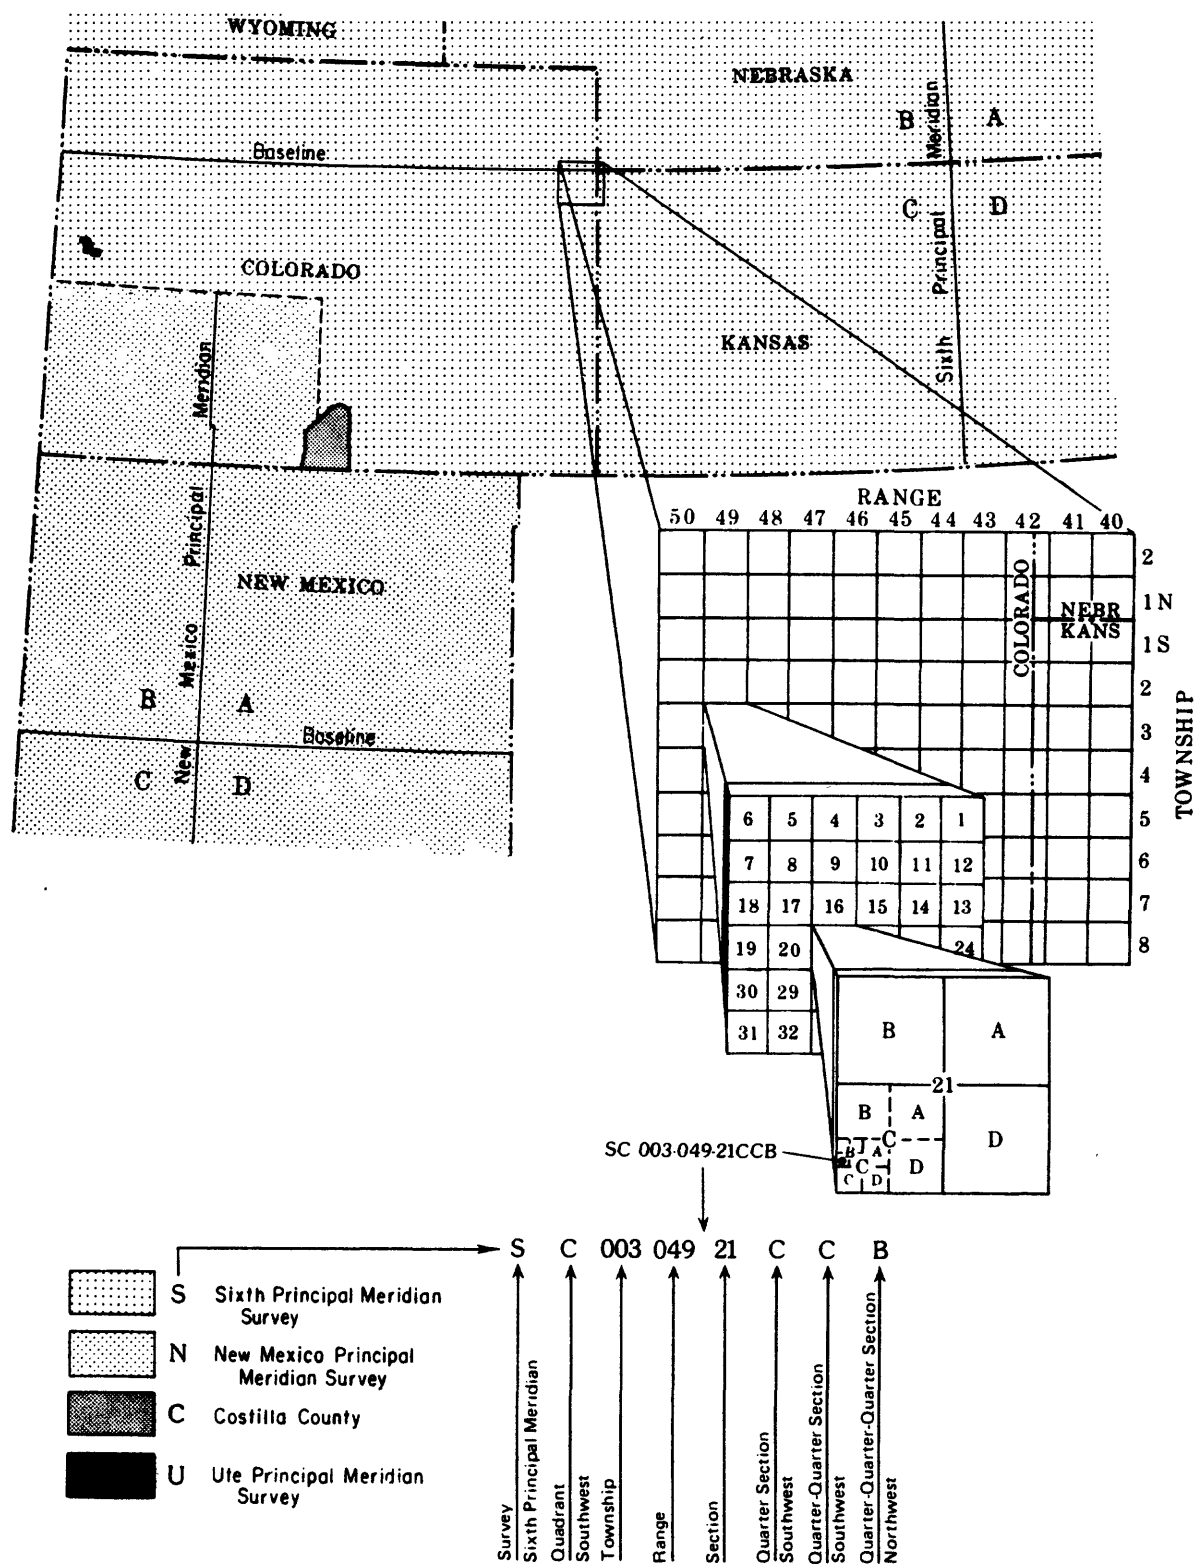 WYOMING
NEBRASKA
B
A
Principal Meridian
Baseline
C
D
COLORADO
KANSAS
Sixth
Meridian
RANGE
50 49 48 47 46 45 44 43 42 41 40
2
1 N
NEBR
KANS
1 S
COLORADO
2
3
4
5
6
7
8
TOWNSHIP
New Mexico Principal
NEW MEXICO
B
A
Baseline
C
D
6 5 4 3 2 1
7 8 9 10 11 12
18 17 16 15 14 13
19 20 24
30 29
31 32
B A
21
B A
C
D
B A
C
D
C D
SC 003-049-21CCB
S C 003 049 21 C C B
S Sixth Principal Meridian
Survey
N New Mexico Principal
Meridian Survey
C Costilla County
U Ute Principal Meridian
Survey
Survey
Sixth Principal Meridian
Quadrant
Southwest
Township
Range
Section
Quarter Section
Southwest
Quarter-Quarter Section
Southwest
Quarter-Quarter-Quarter Section
Northwest